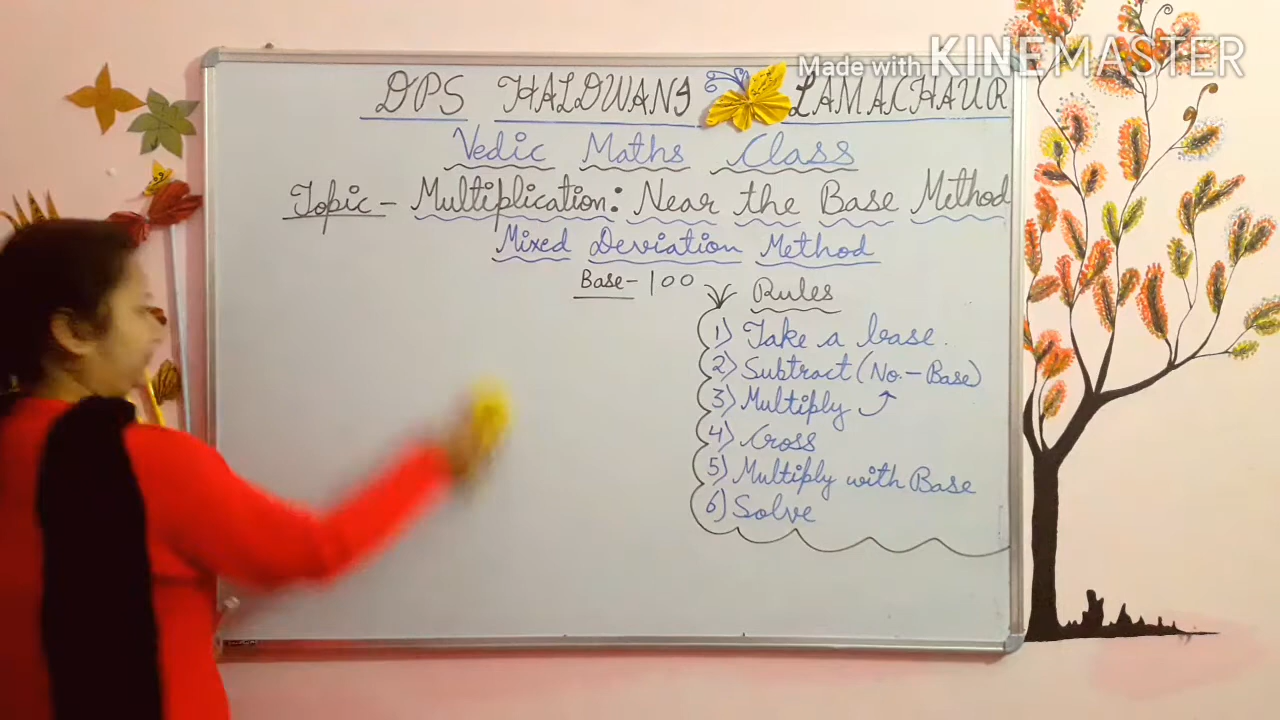 Made with KINEMASTER
DPS HALDWANI LAMACHAUR
Vedic Maths Class
Topic - Multiplication: Near the Base Method
Mixed Deviation Method
Base - 100
Rules
1) Take a base.
2) Subtract (No. - Base)
3) Multiply
4) Cross
5) Multiply with Base
6) Solve